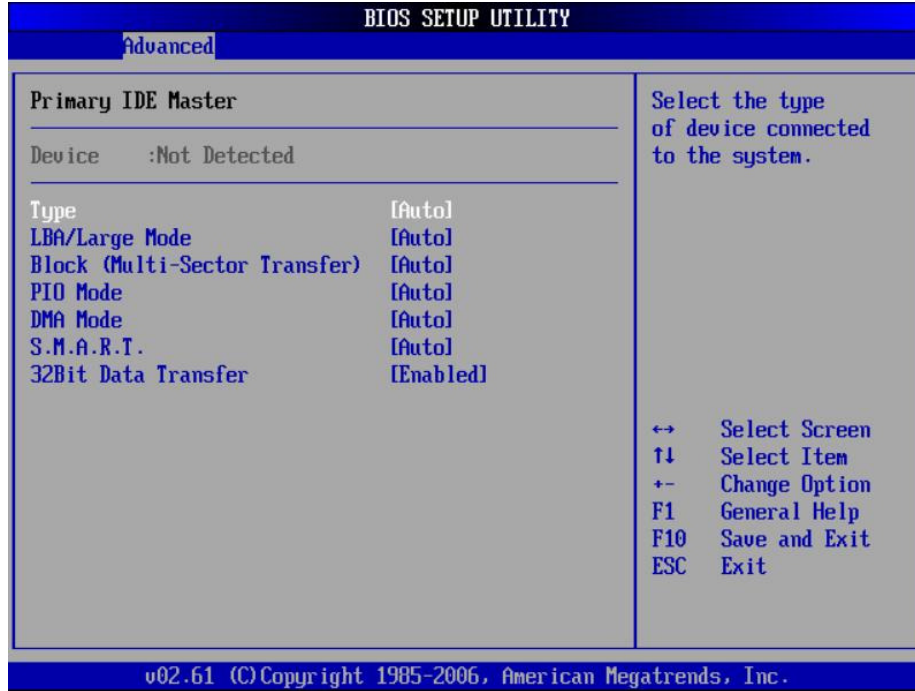 BIOS SETUP UTILITY
Advanced
Primary IDE Master
Device :Not Detected
Type [Auto]
LBA/Large Mode [Auto]
Block (Multi-Sector Transfer) [Auto]
PIO Mode [Auto]
DMA Mode [Auto]
S.M.A.R.T. [Auto]
32Bit Data Transfer [Enabled]
Select the type
of device connected
to the system.
←→ Select Screen
↑↓ Select Item
+- Change Option
F1 General Help
F10 Save and Exit
ESC Exit
v02.61 (C)Copyright 1985-2006, American Megatrends, Inc.